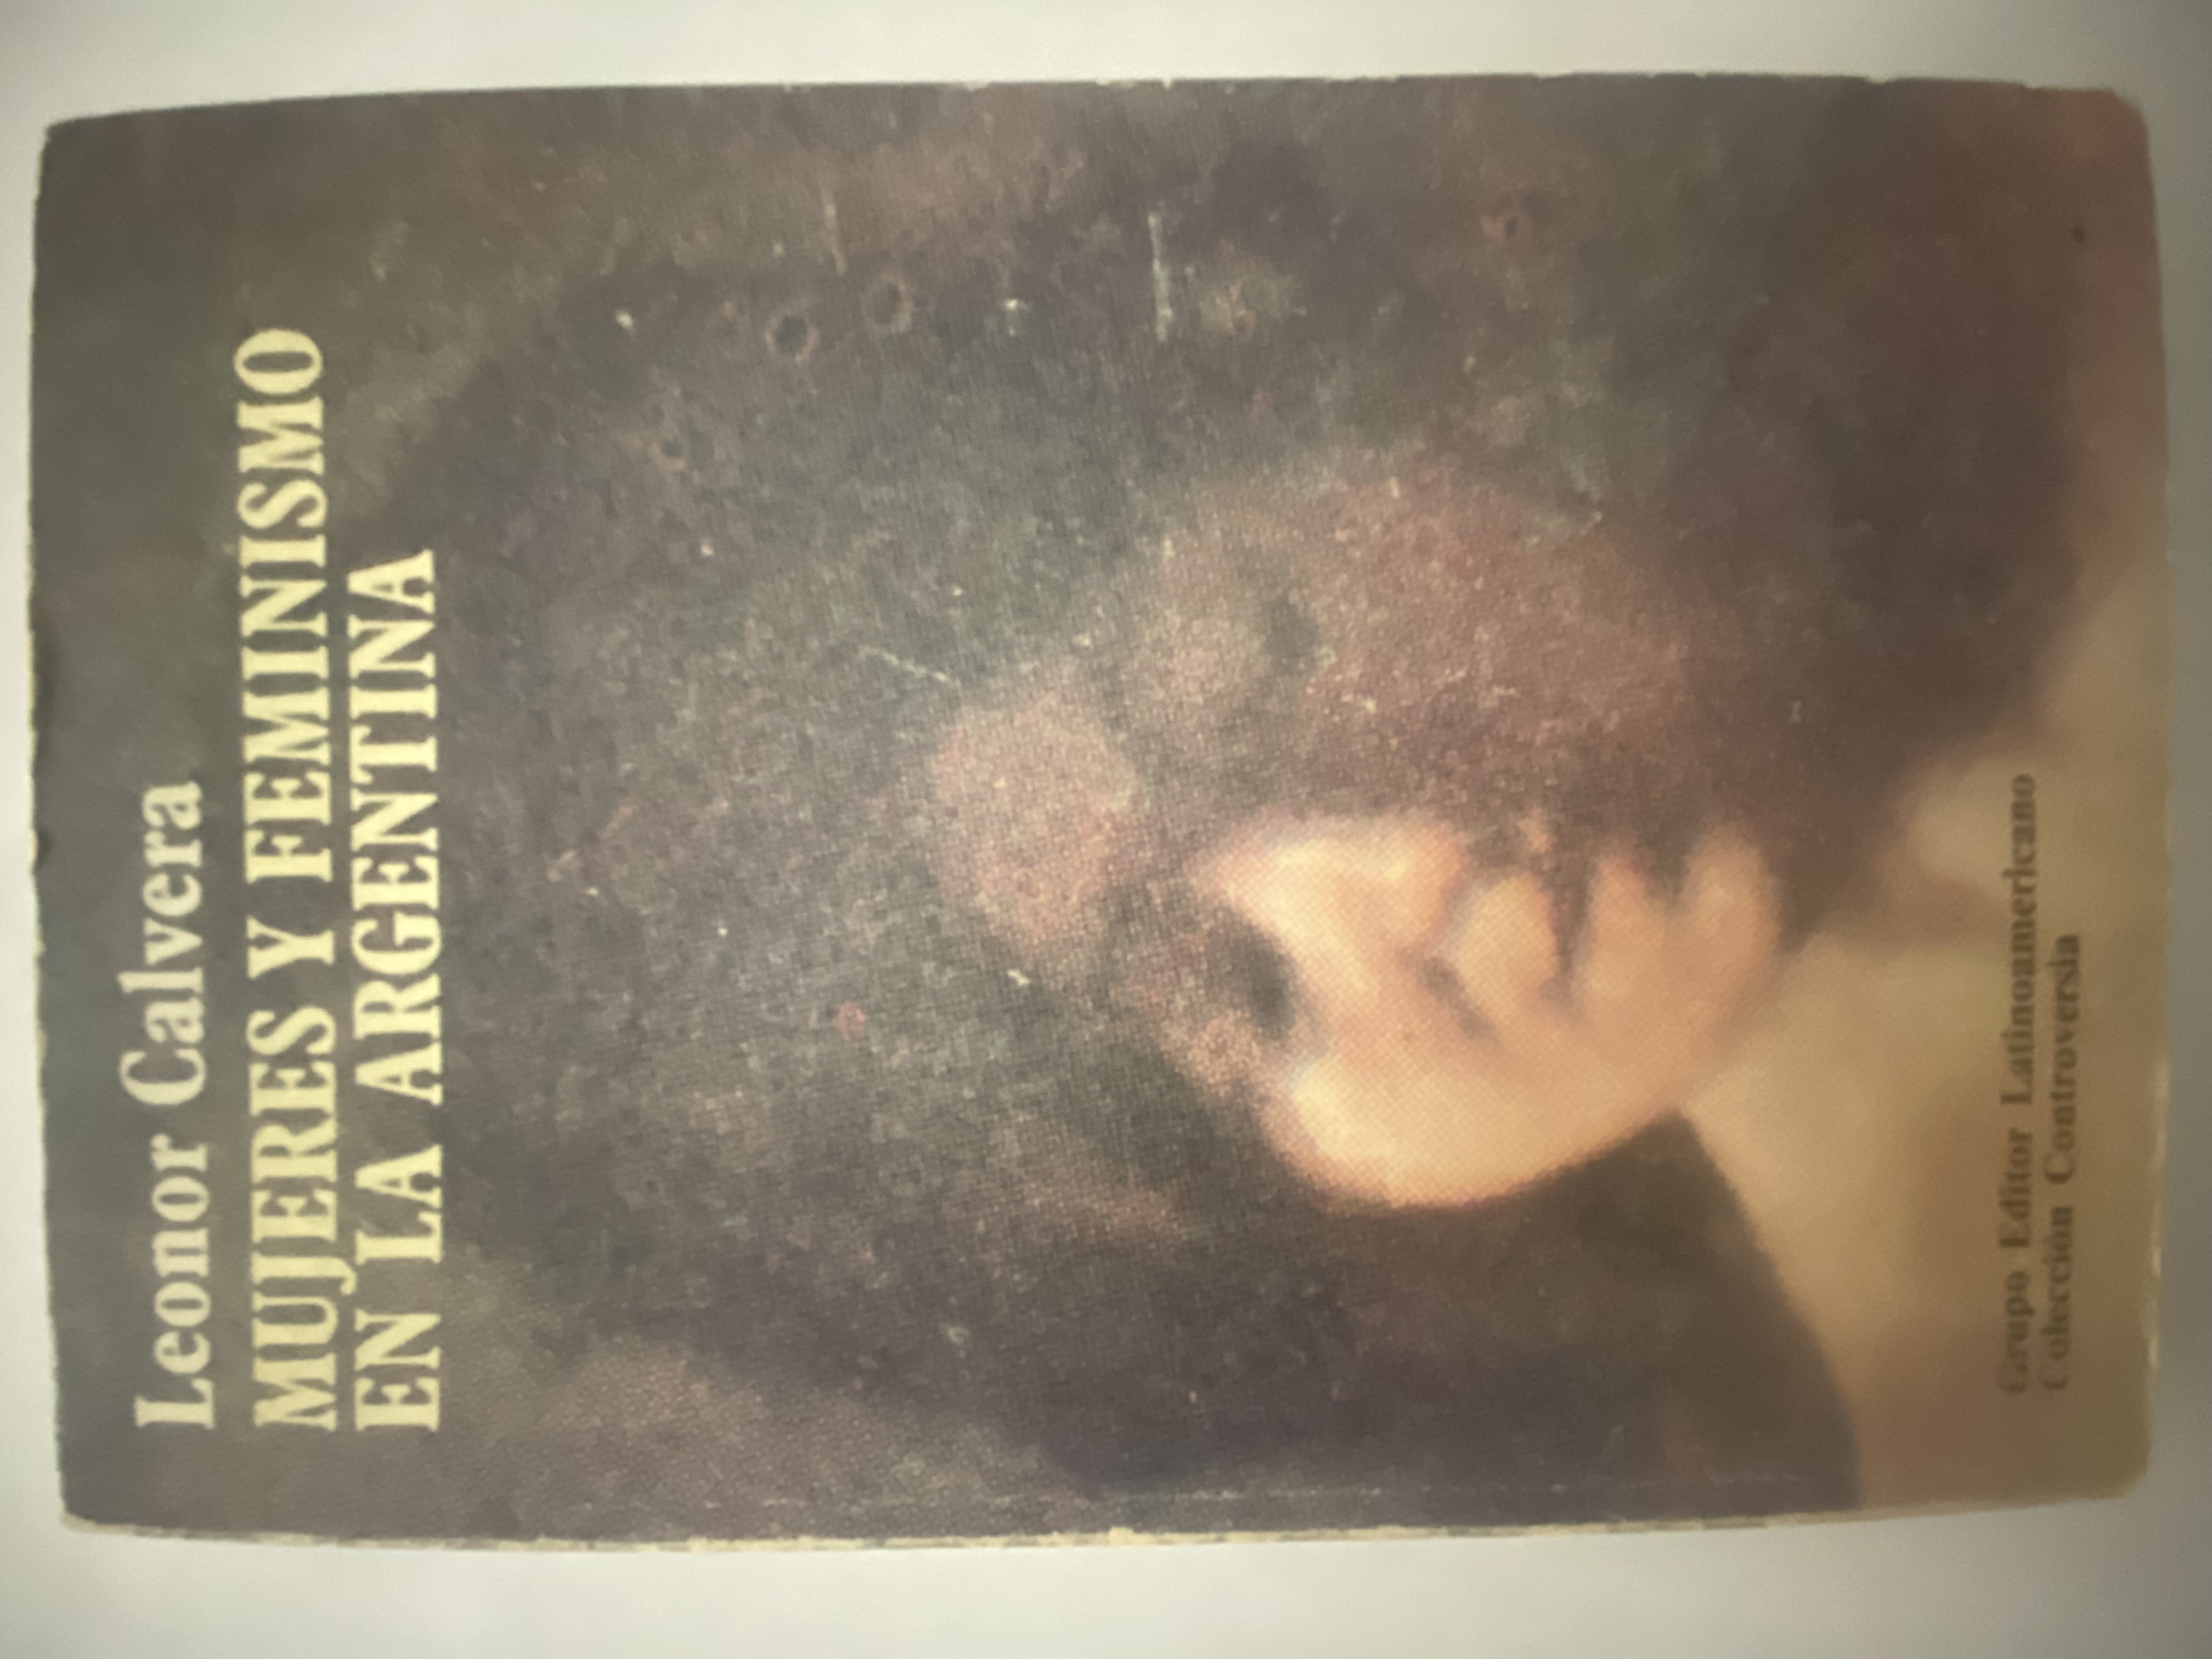 Leonor Calvera
MUJERES Y FEMINISMO
EN LA ARGENTINA
Grupo Editor Latinoamericano
Colección Controversia